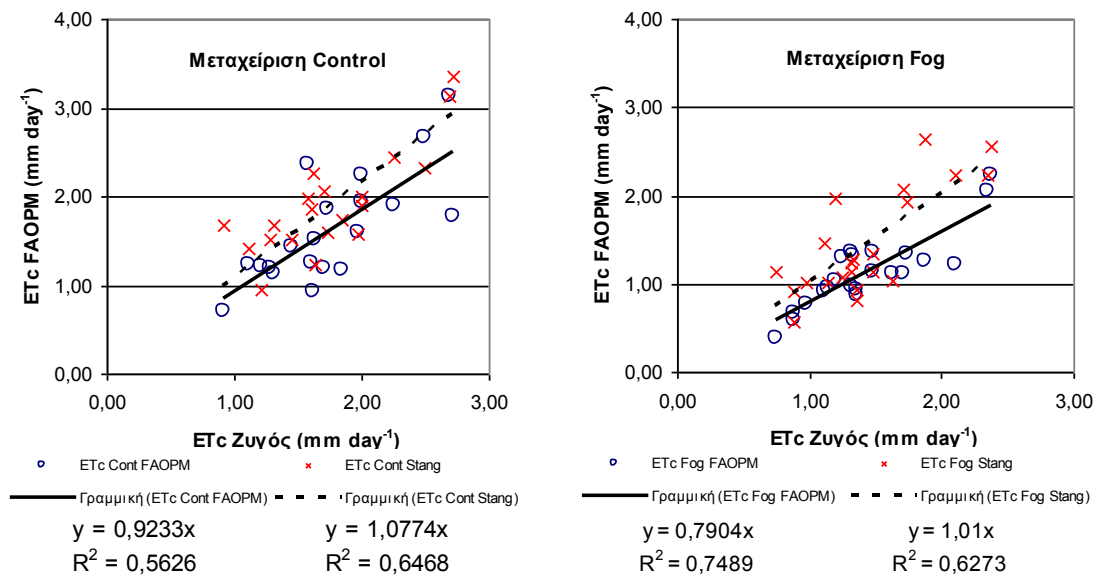 Μεταχείριση Control
ETc FAOPM (mm day-1)
4,00
3,00
2,00
1,00
0,00
0,00 1,00 2,00 3,00
ETc Ζυγός (mm day-1)
ETc Cont FAOPM ETc Cont Stang
Γραμμική (ETc Cont FAOPM) Γραμμική (ETc Cont Stang)
y = 0,9233x y = 1,0774x
R2 = 0,5626 R2 = 0,6468
Μεταχείριση Fog
ETc FAOPM (mm day-1)
4,00
3,00
2,00
1,00
0,00
0,00 1,00 2,00 3,00
ETc Ζυγός (mm day-1)
ETc Fog FAOPM ETc Fog Stang
Γραμμική (ETc Fog FAOPM) Γραμμική (ETc Fog Stang)
y = 0,7904x y = 1,01x
R2 = 0,7489 R2 = 0,6273